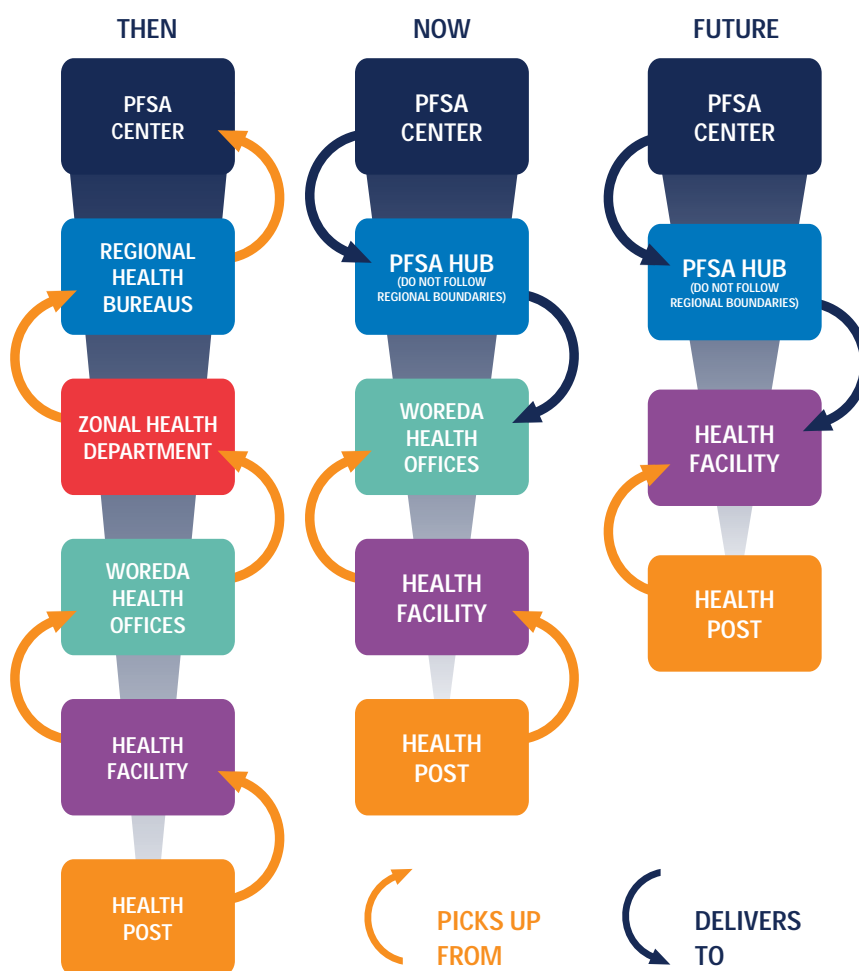 THEN
PFSA
CENTER
REGIONAL
HEALTH
BUREAUS
ZONAL HEALTH
DEPARTMENT
WOREDA
HEALTH
OFFICES
HEALTH
FACILITY
HEALTH
POST
NOW
PFSA
CENTER
PFSA HUB
(DO NOT FOLLOW
REGIONAL BOUNDARIES)
WOREDA
HEALTH
OFFICES
HEALTH
FACILITY
HEALTH
POST
FUTURE
PFSA
CENTER
PFSA HUB
(DO NOT FOLLOW
REGIONAL BOUNDARIES)
HEALTH
FACILITY
HEALTH
POST
PICKS UP
FROM
DELIVERS
TO